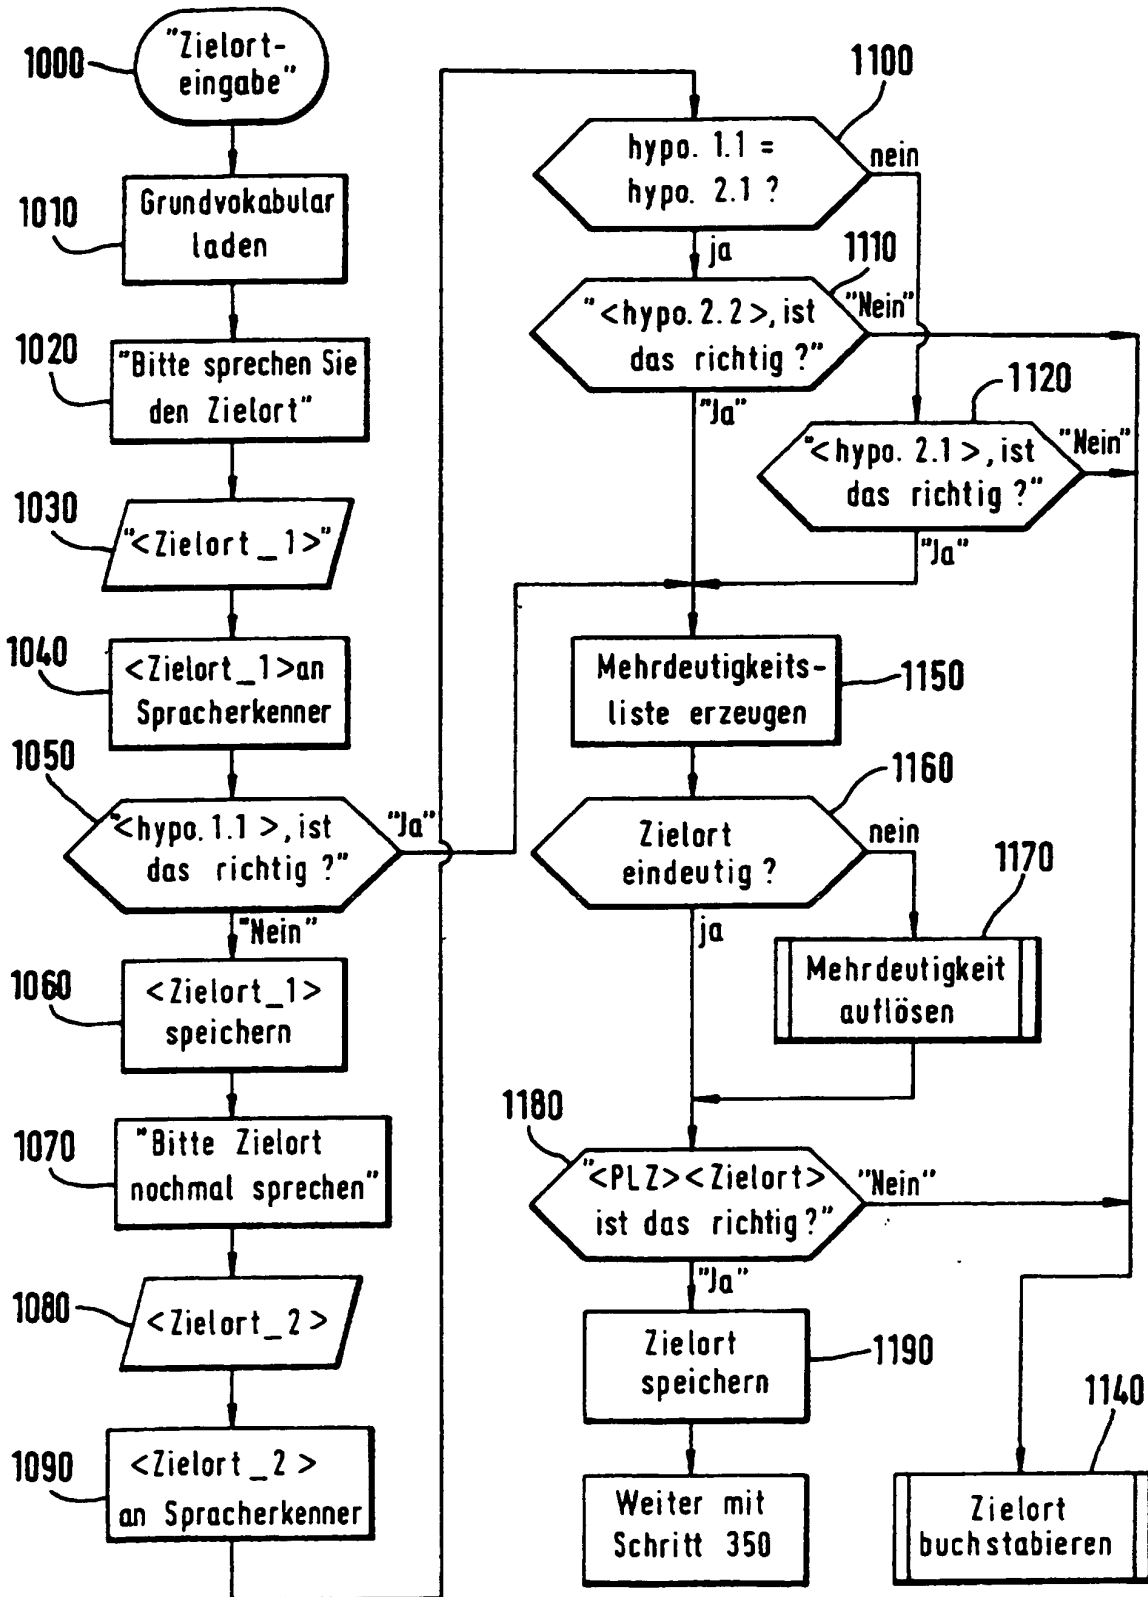 1000
"Zielort-
eingabe"
1010
Grundvokabular
laden
1020
"Bitte sprechen Sie
den Zielort"
1030
"<Zielort_1>"
1040
<Zielort_1>an
Spracherkenner
1050
"<hypo.1.1>, ist
das richtig?"
"Ja"
"Nein"
1060
<Zielort_1>
speichern
1070
"Bitte Zielort
nochmal sprechen"
1080
<Zielort_2>
1090
<Zielort_2>
an Spracherkenner
1100
hypo. 1.1 =
hypo. 2.1 ?
nein
ja
1110
"<hypo. 2.2>, ist
das richtig?"
"Nein"
"Ja"
1120
"<hypo. 2.1>, ist
das richtig?"
"Nein"
"Ja"
1150
Mehrdeutigkeits-
liste erzeugen
1160
Zielort
eindeutig ?
nein
ja
1170
Mehrdeutigkeit
auflösen
1180
"<PLZ><Zielort>
ist das richtig?"
"Nein"
"Ja"
1190
Zielort
speichern
Weiter mit
Schritt 350
1140
Zielort
buchstabieren